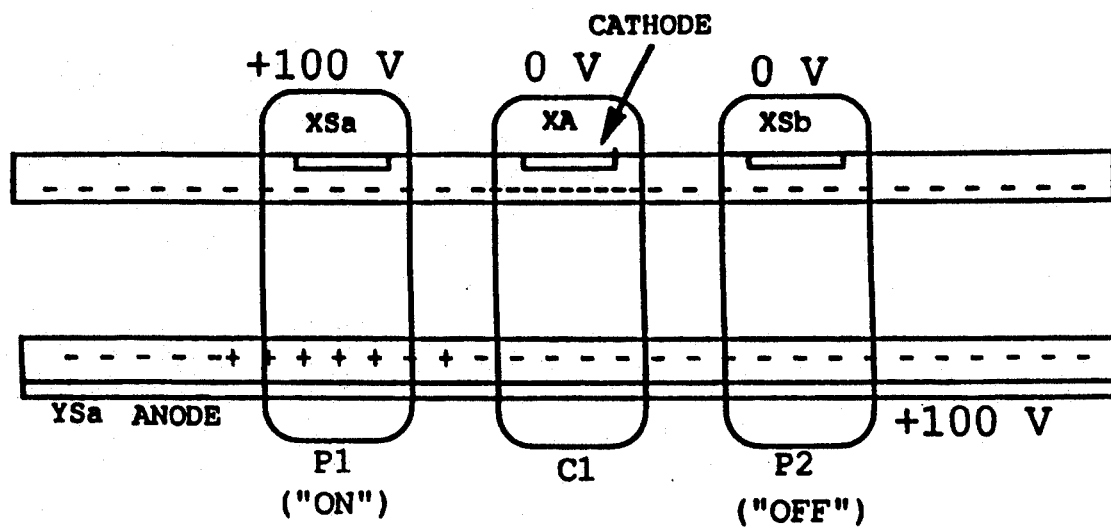 CATHODE
+100 V 0 V 0 V
XSa XA XSb
- - - - - - - - - - - - - - - - - - - - - - - - - - - - - - - - - - -
- - - - -+ + + + + - + - - - - - - - - - - - - - - - - - -
YSa ANODE +100 V
P1 C1 P2
("ON") ("OFF")